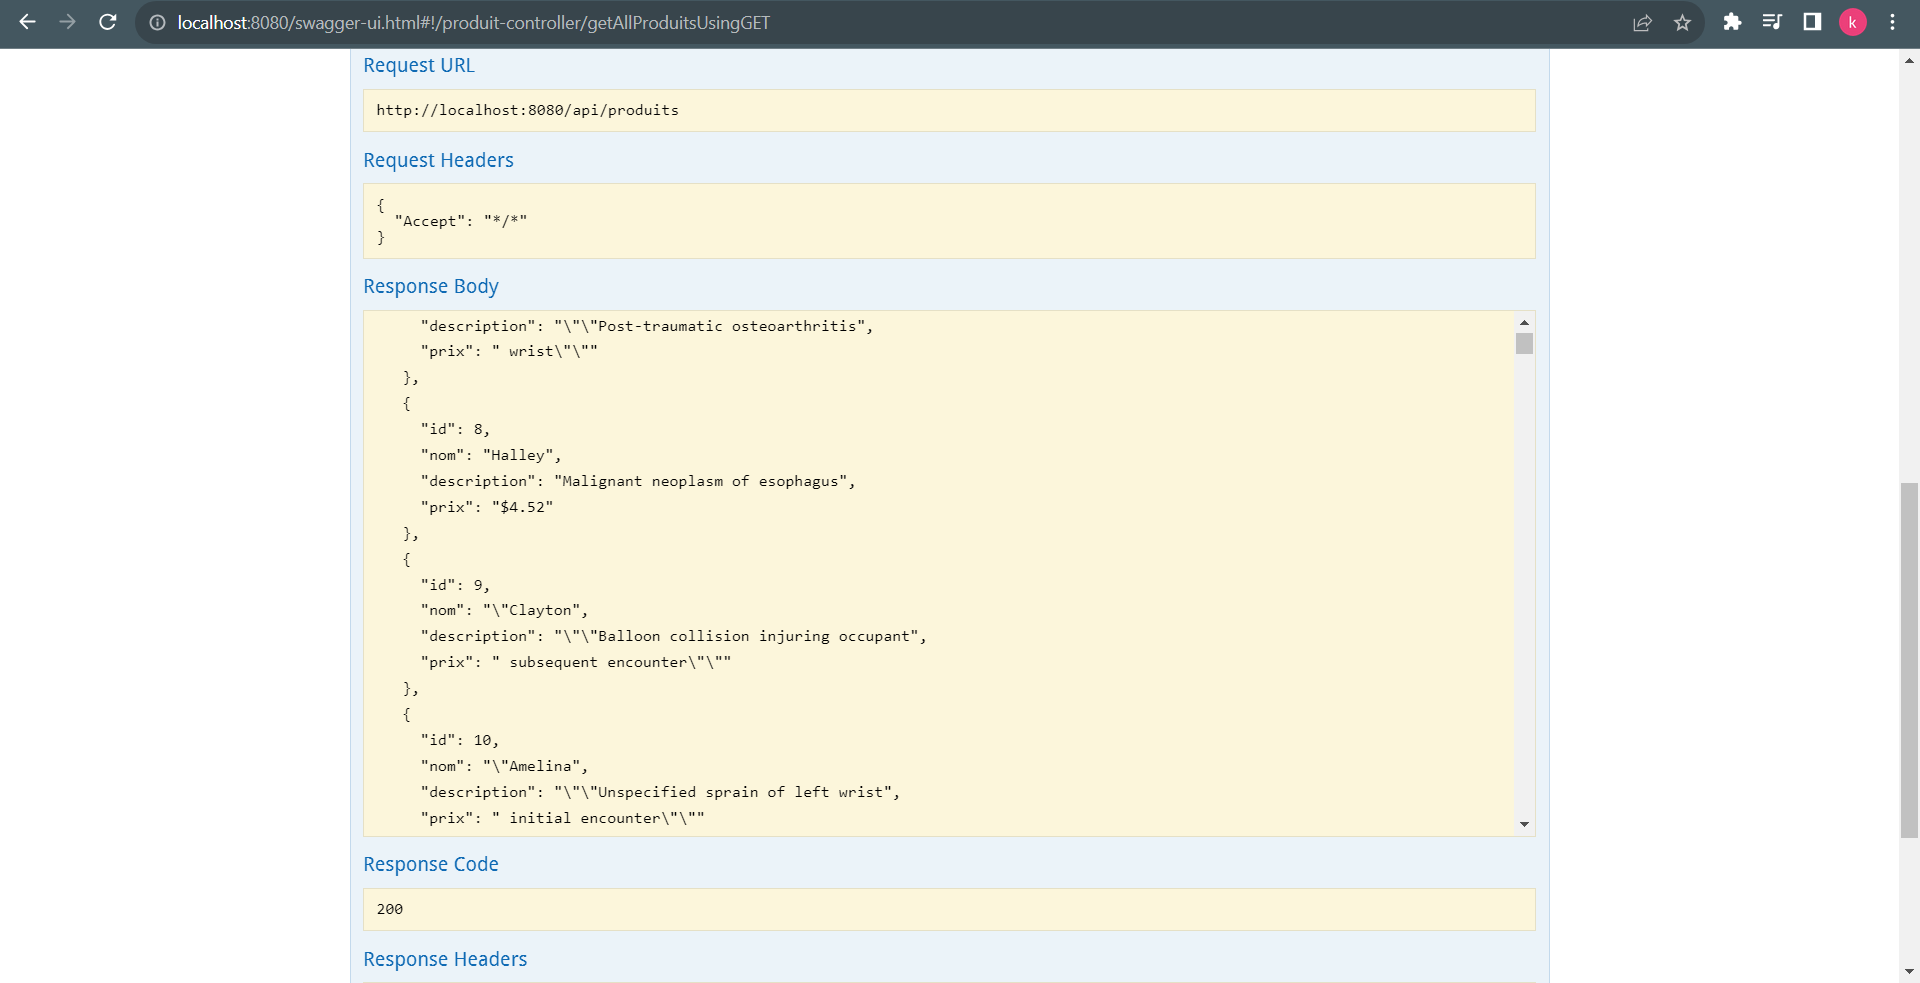 localhost:8080/swagger-ui.html#!/produit-controller/getAllProduitsUsingGET
k
Request URL
http://localhost:8080/api/produits
Request Headers
{
  "Accept": "*/*"
}
Response Body
"description": "\"\"Post-traumatic osteoarthritis",
"prix": " wrist\"\""
},
{
"id": 8,
"nom": "Halley",
"description": "Malignant neoplasm of esophagus",
"prix": "$4.52"
},
{
"id": 9,
"nom": "\"Clayton",
"description": "\"\"Balloon collision injuring occupant",
"prix": " subsequent encounter\"\""
},
{
"id": 10,
"nom": "\"Amelina",
"description": "\"\"Unspecified sprain of left wrist",
"prix": " initial encounter\"\""
Response Code
200
Response Headers